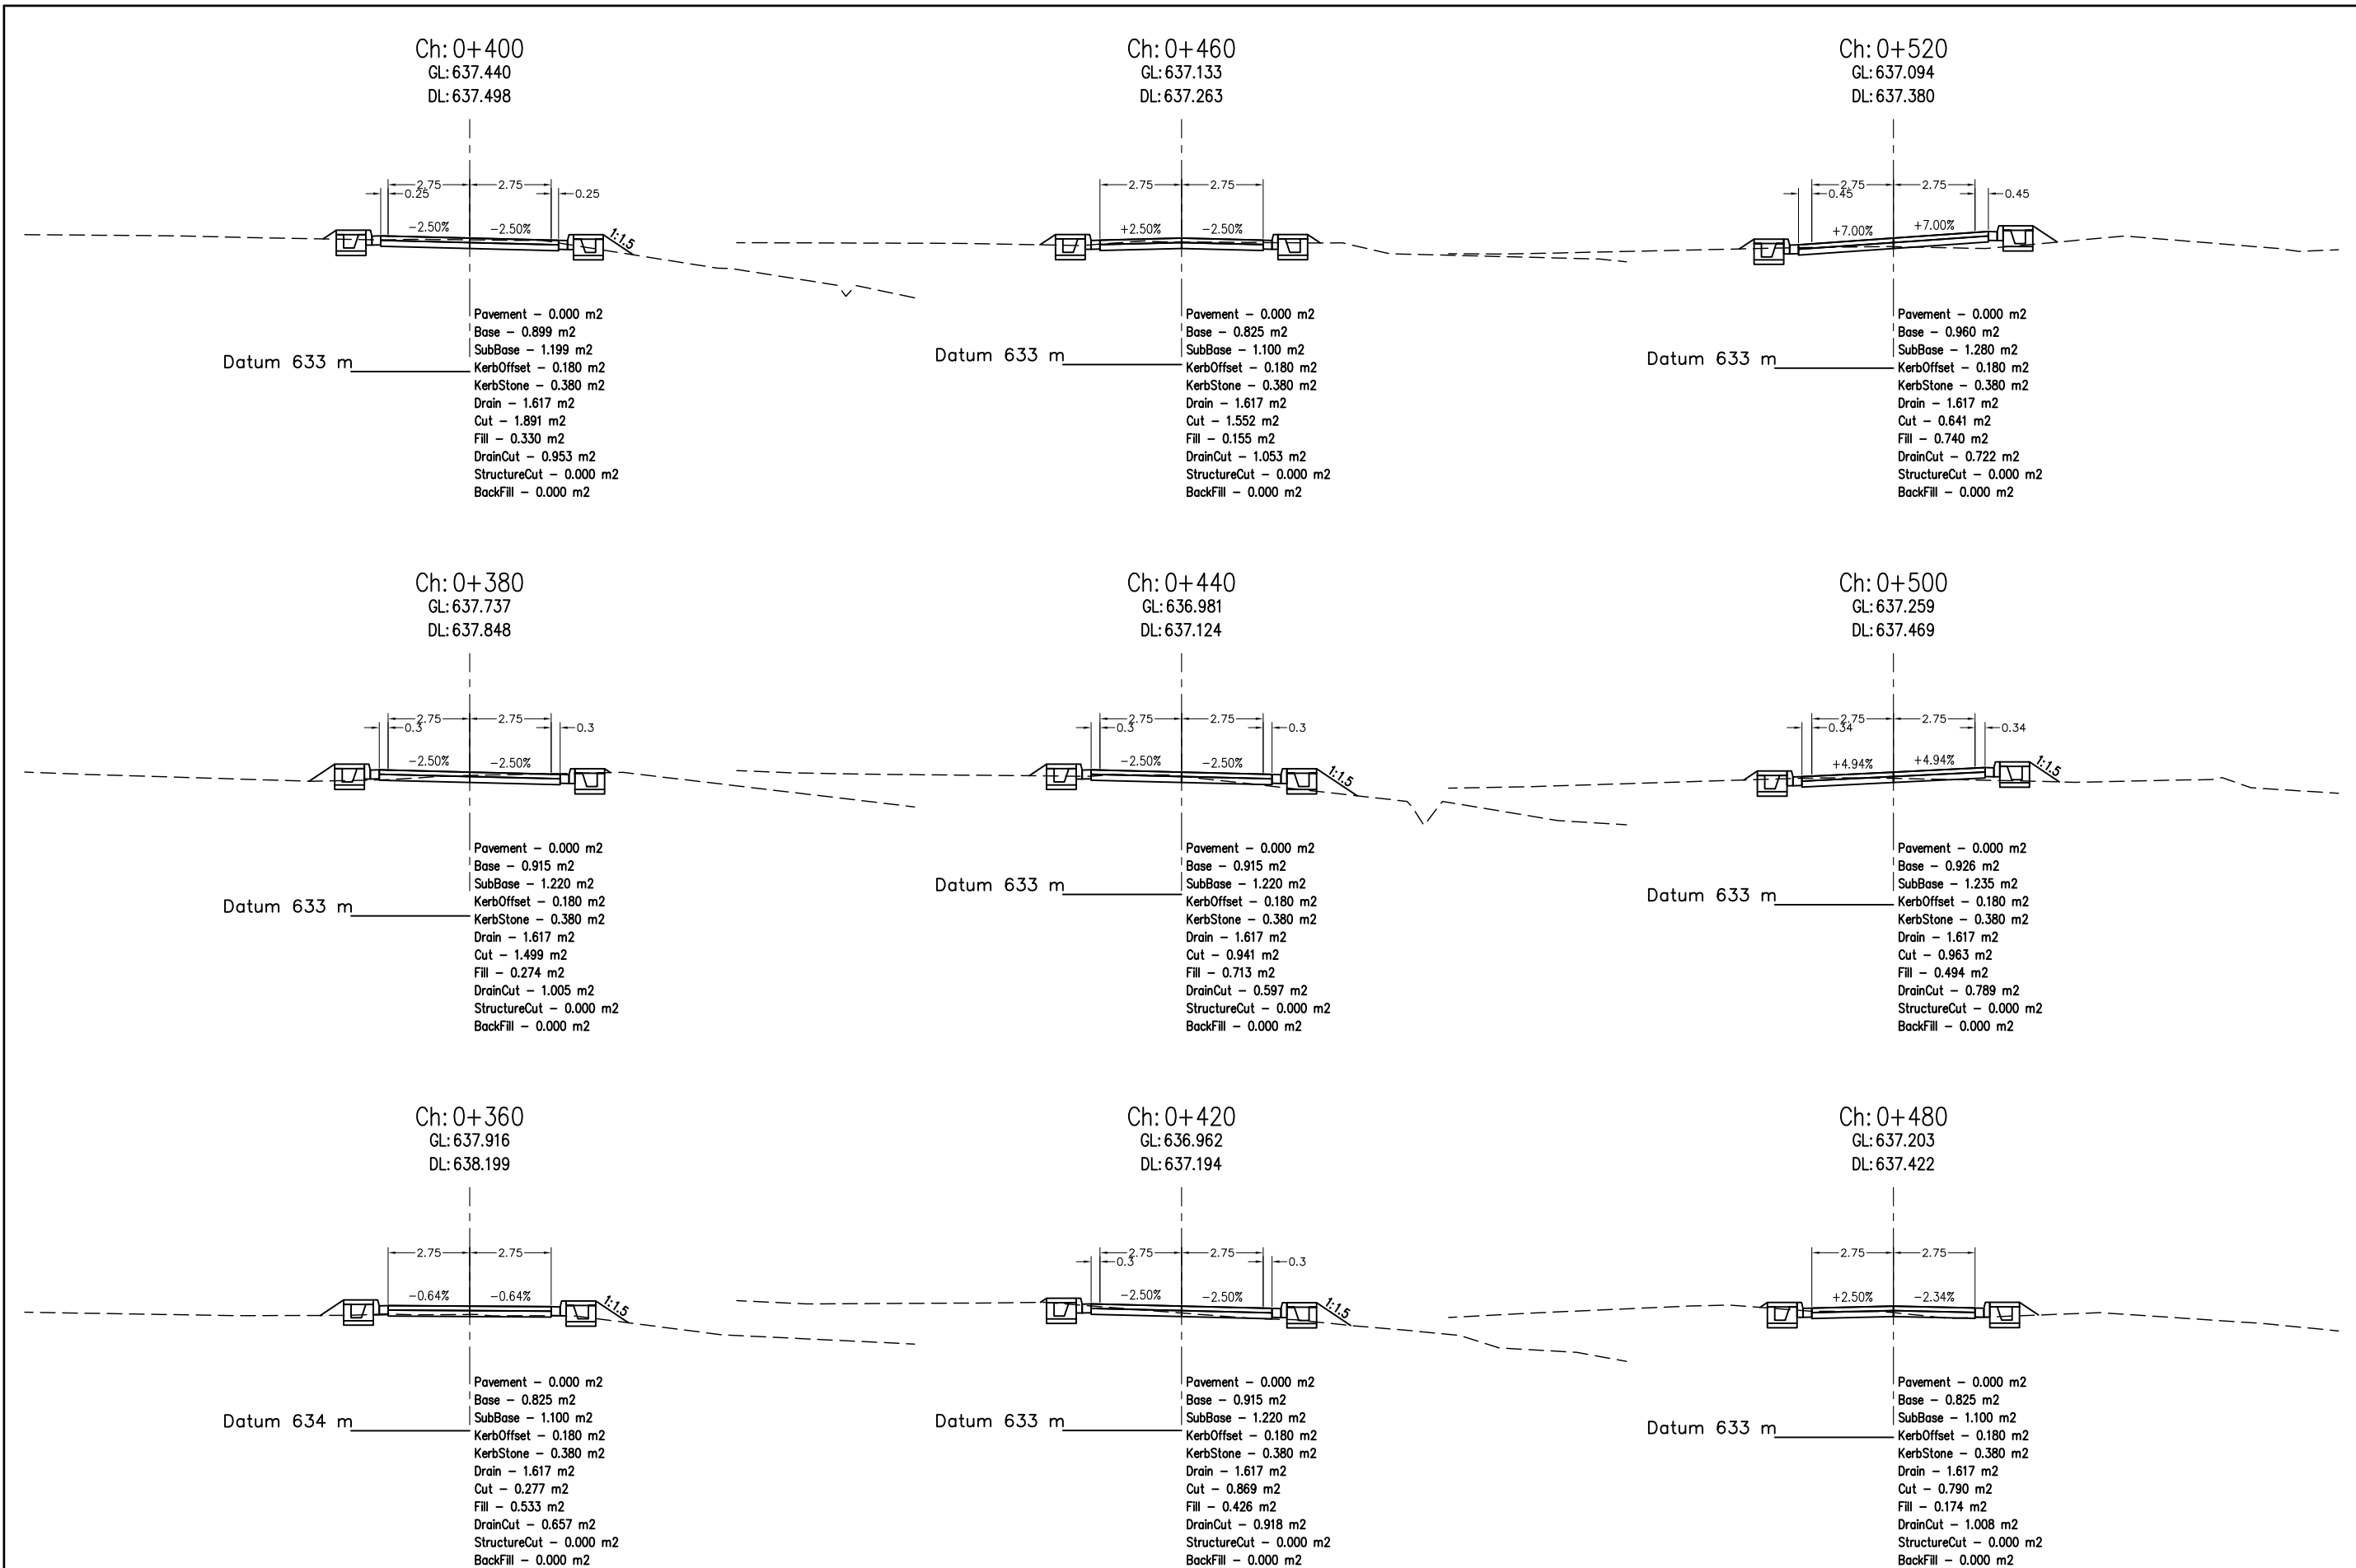 Ch: 0+400
GL: 637.440
DL: 637.498
2.75
2.75
0.25
0.25
-2.50%
-2.50%
1:1.5
Datum 633 m
Pavement - 0.000 m2
Base - 0.899 m2
SubBase - 1.199 m2
KerbOffset - 0.180 m2
KerbStone - 0.380 m2
Drain - 1.617 m2
Cut - 1.891 m2
Fill - 0.330 m2
DrainCut - 0.953 m2
StructureCut - 0.000 m2
BackFill - 0.000 m2
Ch: 0+460
GL: 637.133
DL: 637.263
2.75
2.75
+2.50%
-2.50%
Datum 633 m
Pavement - 0.000 m2
Base - 0.825 m2
SubBase - 1.100 m2
KerbOffset - 0.180 m2
KerbStone - 0.380 m2
Drain - 1.617 m2
Cut - 1.552 m2
Fill - 0.155 m2
DrainCut - 1.053 m2
StructureCut - 0.000 m2
BackFill - 0.000 m2
Ch: 0+520
GL: 637.094
DL: 637.380
2.75
2.75
0.45
0.45
+7.00%
+7.00%
Datum 633 m
Pavement - 0.000 m2
Base - 0.960 m2
SubBase - 1.280 m2
KerbOffset - 0.180 m2
KerbStone - 0.380 m2
Drain - 1.617 m2
Cut - 0.641 m2
Fill - 0.740 m2
DrainCut - 0.722 m2
StructureCut - 0.000 m2
BackFill - 0.000 m2
Ch: 0+380
GL: 637.737
DL: 637.848
2.75
2.75
0.3
0.3
-2.50%
-2.50%
Datum 633 m
Pavement - 0.000 m2
Base - 0.915 m2
SubBase - 1.220 m2
KerbOffset - 0.180 m2
KerbStone - 0.380 m2
Drain - 1.617 m2
Cut - 1.499 m2
Fill - 0.274 m2
DrainCut - 1.005 m2
StructureCut - 0.000 m2
BackFill - 0.000 m2
Ch: 0+440
GL: 636.981
DL: 637.124
2.75
2.75
0.3
0.3
-2.50%
-2.50%
1:1.5
Datum 633 m
Pavement - 0.000 m2
Base - 0.915 m2
SubBase - 1.220 m2
KerbOffset - 0.180 m2
KerbStone - 0.380 m2
Drain - 1.617 m2
Cut - 0.941 m2
Fill - 0.713 m2
DrainCut - 0.597 m2
StructureCut - 0.000 m2
BackFill - 0.000 m2
Ch: 0+500
GL: 637.259
DL: 637.469
2.75
2.75
0.34
0.34
+4.94%
+4.94%
1:1.5
Datum 633 m
Pavement - 0.000 m2
Base - 0.926 m2
SubBase - 1.235 m2
KerbOffset - 0.180 m2
KerbStone - 0.380 m2
Drain - 1.617 m2
Cut - 0.963 m2
Fill - 0.494 m2
DrainCut - 0.789 m2
StructureCut - 0.000 m2
BackFill - 0.000 m2
Ch: 0+360
GL: 637.916
DL: 638.199
2.75
2.75
-0.64%
-0.64%
1:1.5
Datum 634 m
Pavement - 0.000 m2
Base - 0.825 m2
SubBase - 1.100 m2
KerbOffset - 0.180 m2
KerbStone - 0.380 m2
Drain - 1.617 m2
Cut - 0.277 m2
Fill - 0.533 m2
DrainCut - 0.657 m2
StructureCut - 0.000 m2
BackFill - 0.000 m2
Ch: 0+420
GL: 636.962
DL: 637.194
2.75
2.75
0.3
0.3
-2.50%
-2.50%
1:1.5
Datum 633 m
Pavement - 0.000 m2
Base - 0.915 m2
SubBase - 1.220 m2
KerbOffset - 0.180 m2
KerbStone - 0.380 m2
Drain - 1.617 m2
Cut - 0.869 m2
Fill - 0.426 m2
DrainCut - 0.918 m2
StructureCut - 0.000 m2
BackFill - 0.000 m2
Ch: 0+480
GL: 637.203
DL: 637.422
2.75
2.75
+2.50%
-2.34%
Datum 633 m
Pavement - 0.000 m2
Base - 0.825 m2
SubBase - 1.100 m2
KerbOffset - 0.180 m2
KerbStone - 0.380 m2
Drain - 1.617 m2
Cut - 0.790 m2
Fill - 0.174 m2
DrainCut - 1.008 m2
StructureCut - 0.000 m2
BackFill - 0.000 m2